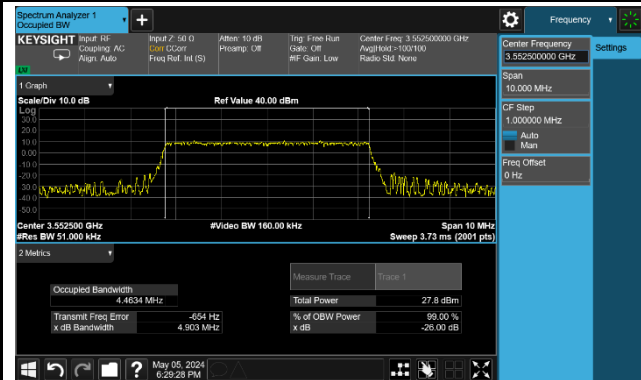 Spectrum Analyzer 1
Occupied BW
Frequency
KEYSIGHT
Input: RF
Coupling: AC
Align: Auto
Input Z: 50 Ω
Corr CCorr
Freq Ref: Int (S)
Atten: 10 dB
Preamp: Off
Trig: Free Run
Gate: Off
#IF Gain: Low
Center Freq: 3.552500000 GHz
Avg|Hold:>100/100
Radio Std: None
LXI
Center Frequency
3.552500000 GHz
Settings
Span
10.000 MHz
CF Step
1.000000 MHz
Auto
Man
Freq Offset
0 Hz
1 Graph
Scale/Div 10.0 dB
Ref Value 40.00 dBm
Log
30.0
20.0
10.0
0.00
-10.0
-20.0
-30.0
-40.0
-50.0
Center 3.552500 GHz
#Video BW 160.00 kHz
Span 10 MHz
#Res BW 51.000 kHz
Sweep 3.73 ms (2001 pts)
2 Metrics
Measure Trace
Trace 1
Occupied Bandwidth
4.4634 MHz
Total Power
27.8 dBm
Transmit Freq Error
-654 Hz
% of OBW Power
99.00 %
x dB Bandwidth
4.903 MHz
x dB
-26.00 dB
May 05, 2024
6:29:28 PM